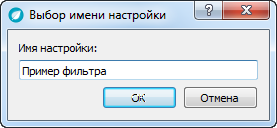 Выбор имени настройки
Имя настройки:
Пример фильтра
OK
Отмена